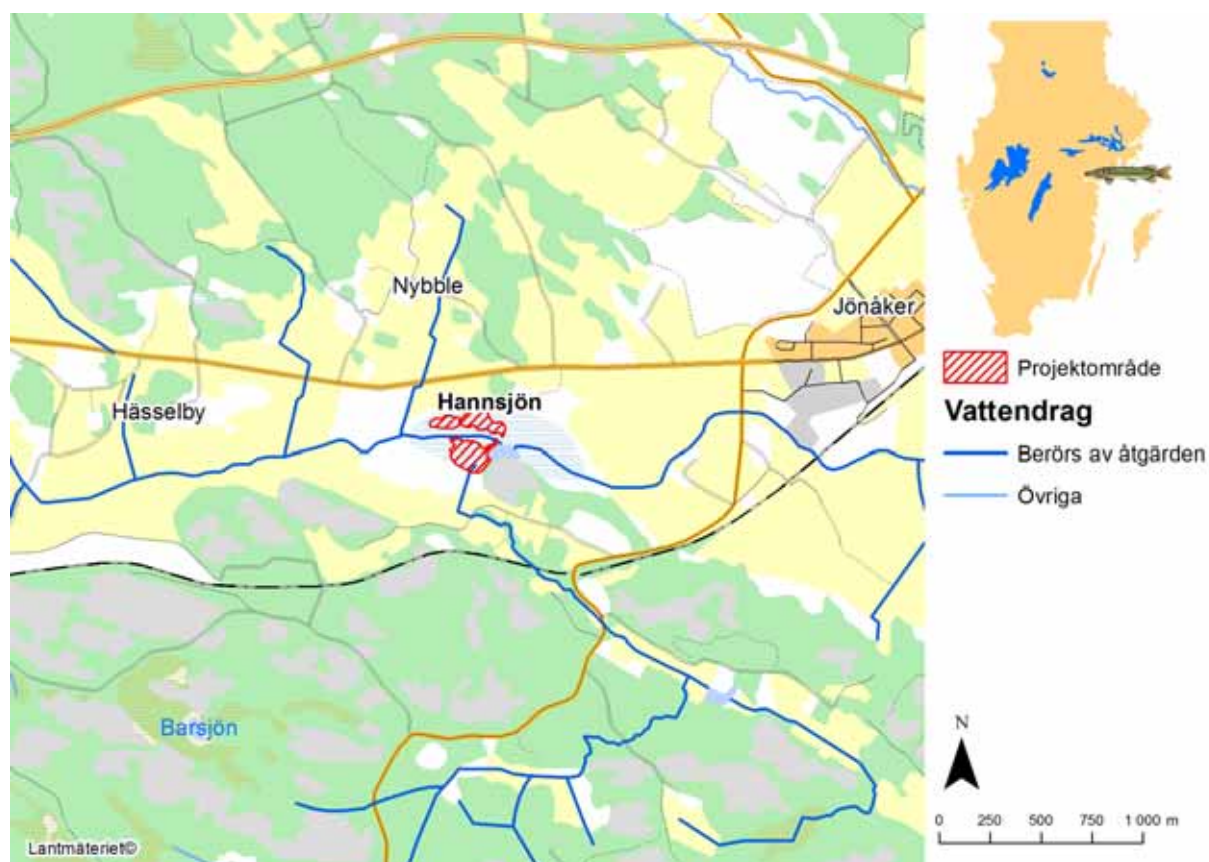 Nybble
Jönåker
Hässelby
Hannsjön
Barsjön
Lantmäteriet©
Projektområde
Vattendrag
Berörs av åtgärden
Övriga
N
0 250 500 750 1 000 m